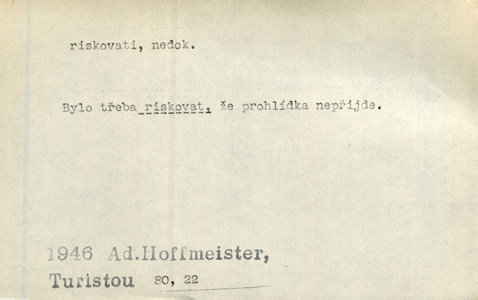 riskovati, nedok.
Bylo třeba riskovat, že prohlídka nepřijde.
1946 Ad.Hoffmeister,
Turistou 80, 22